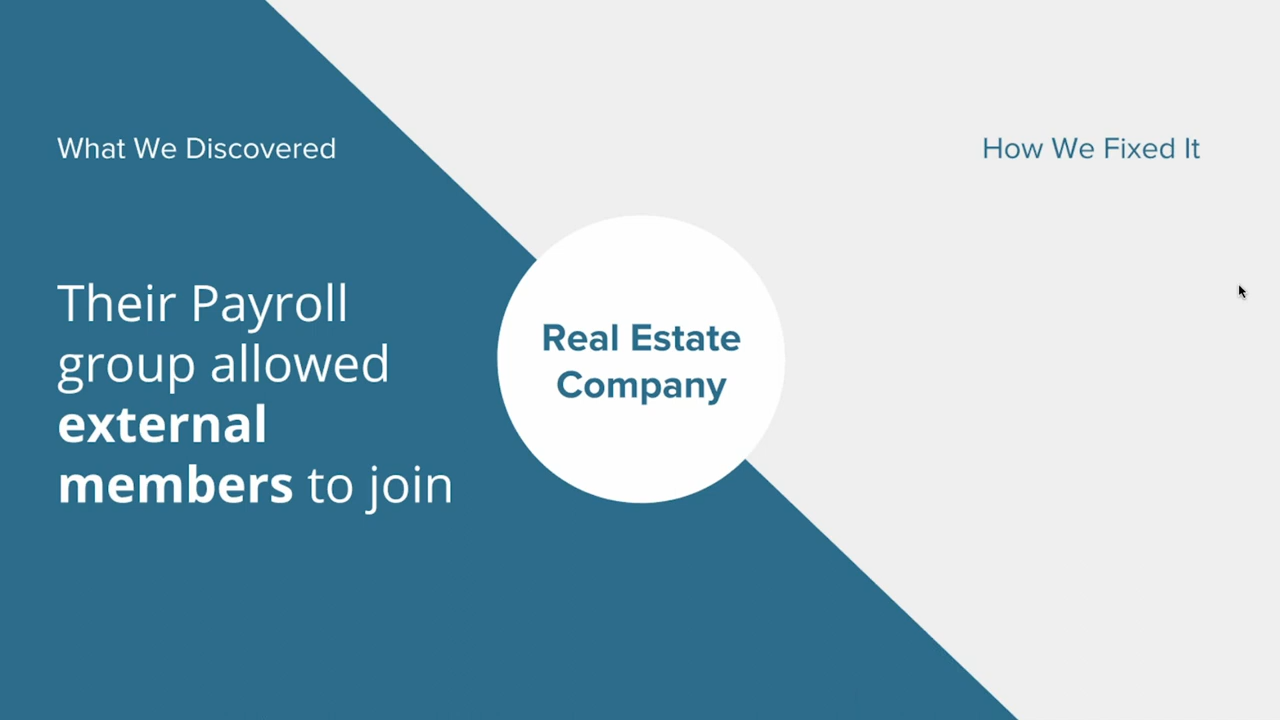 What We Discovered
How We Fixed It
Their Payroll
group allowed
external
members to join
Real Estate
Company